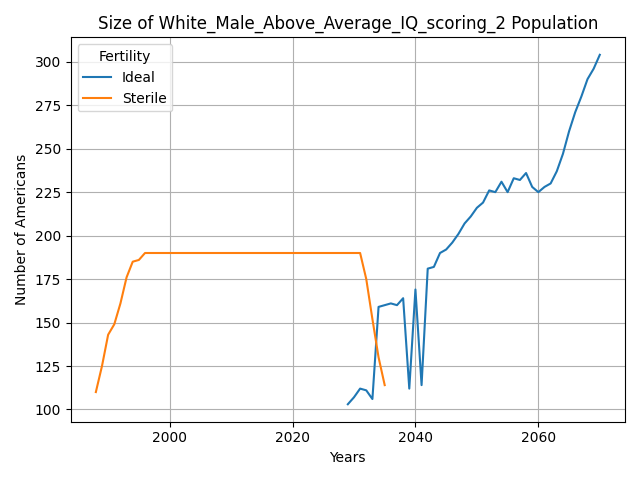 Size of White_Male_Above_Average_IQ_scoring_2 Population
Fertility
Ideal
Sterile
300
275
250
225
200
175
150
125
100
Number of Americans
2000
2020
2040
2060
Years